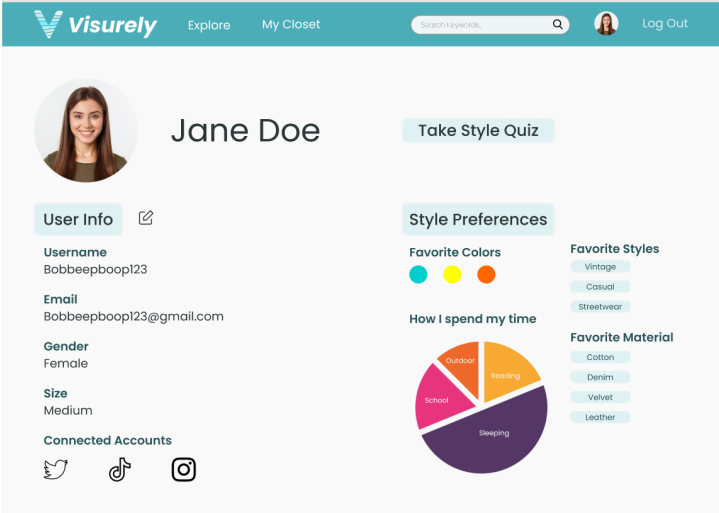 Visurely
Explore
My Closet
Search Keywords..
Log Out
Jane Doe
Take Style Quiz
User Info
Username
Bobbeepboop123
Email
Bobbeepboop123@gmail.com
Gender
Female
Size
Medium
Connected Accounts
Style Preferences
Favorite Colors
How I spend my time
Outdoor
Reading
School
Sleeping
Favorite Styles
Vintage
Casual
Streetwear
Favorite Material
Cotton
Denim
Velvet
Leather